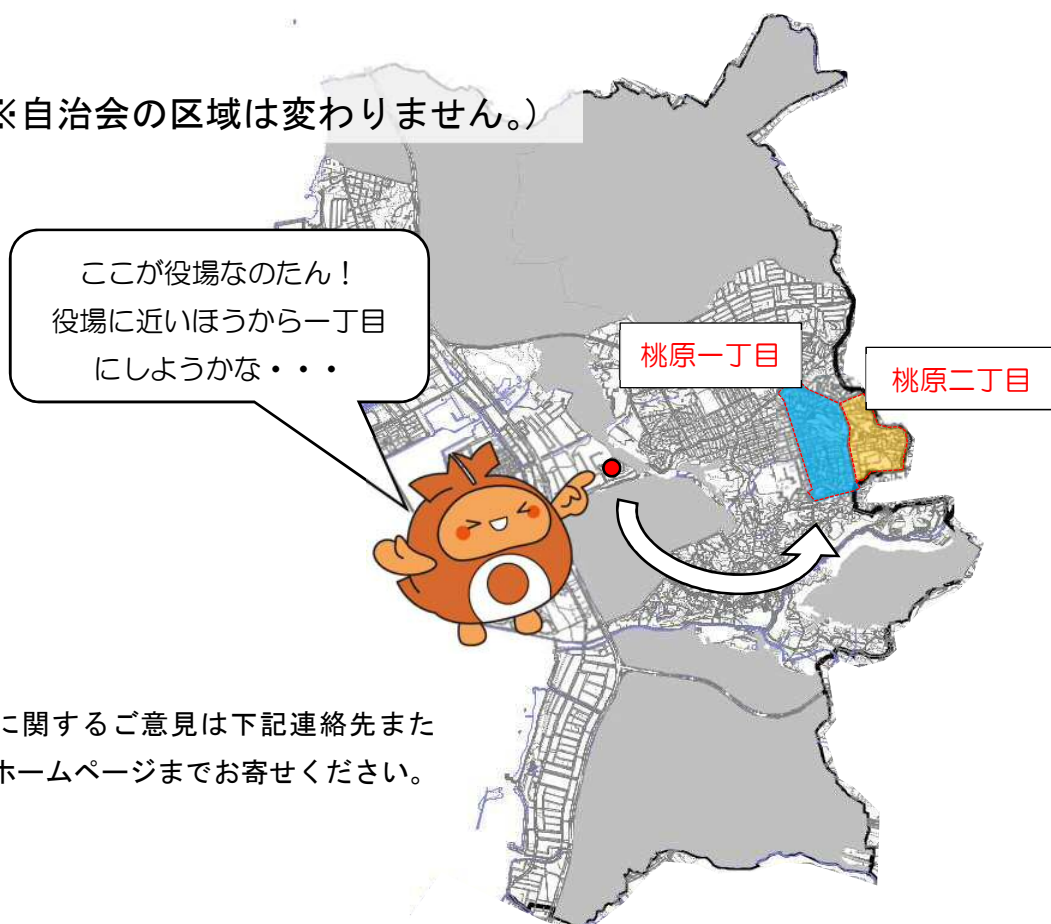 ※自治会の区域は変わりません。)
ここが役場なのたん！
役場に近いほうから一丁目
にしようかな・・・
桃原一丁目
桃原二丁目
に関するご意見は下記連絡先また
ホームページまでお寄せください。